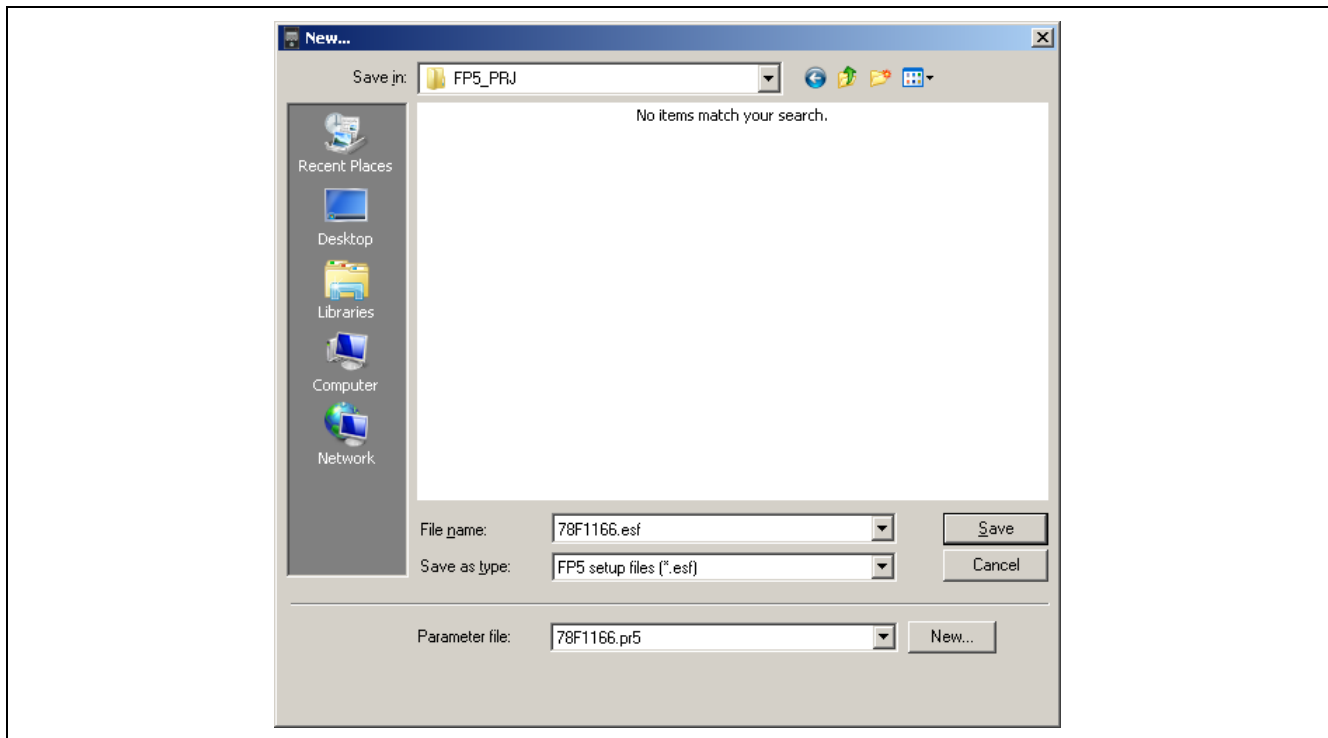 New...
Save in: FP5_PRJ
No items match your search.
Recent Places
Desktop
Libraries
Computer
Network
File name: 78F1166.esf Save
Save as type: FP5 setup files (*.esf) Cancel
Parameter file: 78F1166.pr5 New...